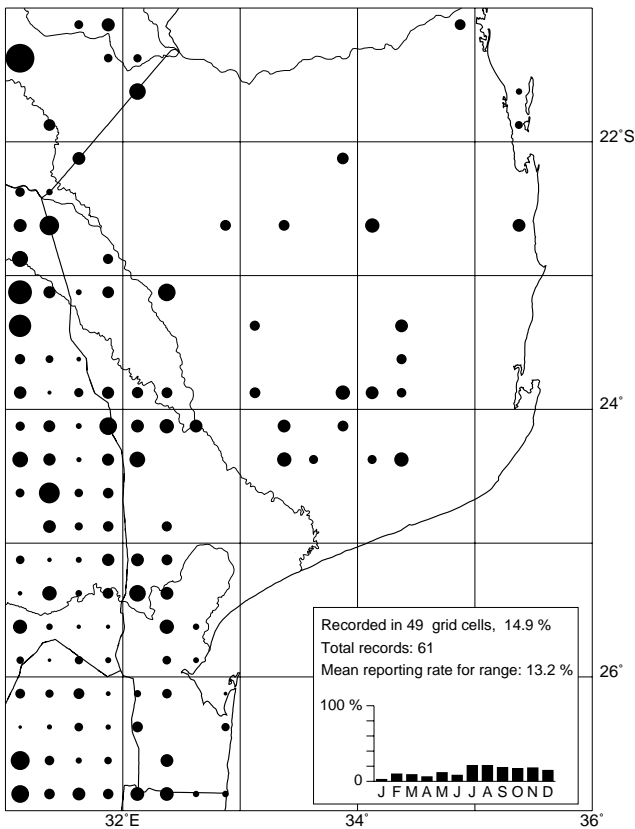 22°S
24°
Recorded in 49 grid cells, 14.9 %
Total records: 61
Mean reporting rate for range: 13.2 %
26°
100 %
0
J F M A M J J A S O N D
32°E 34° 36°